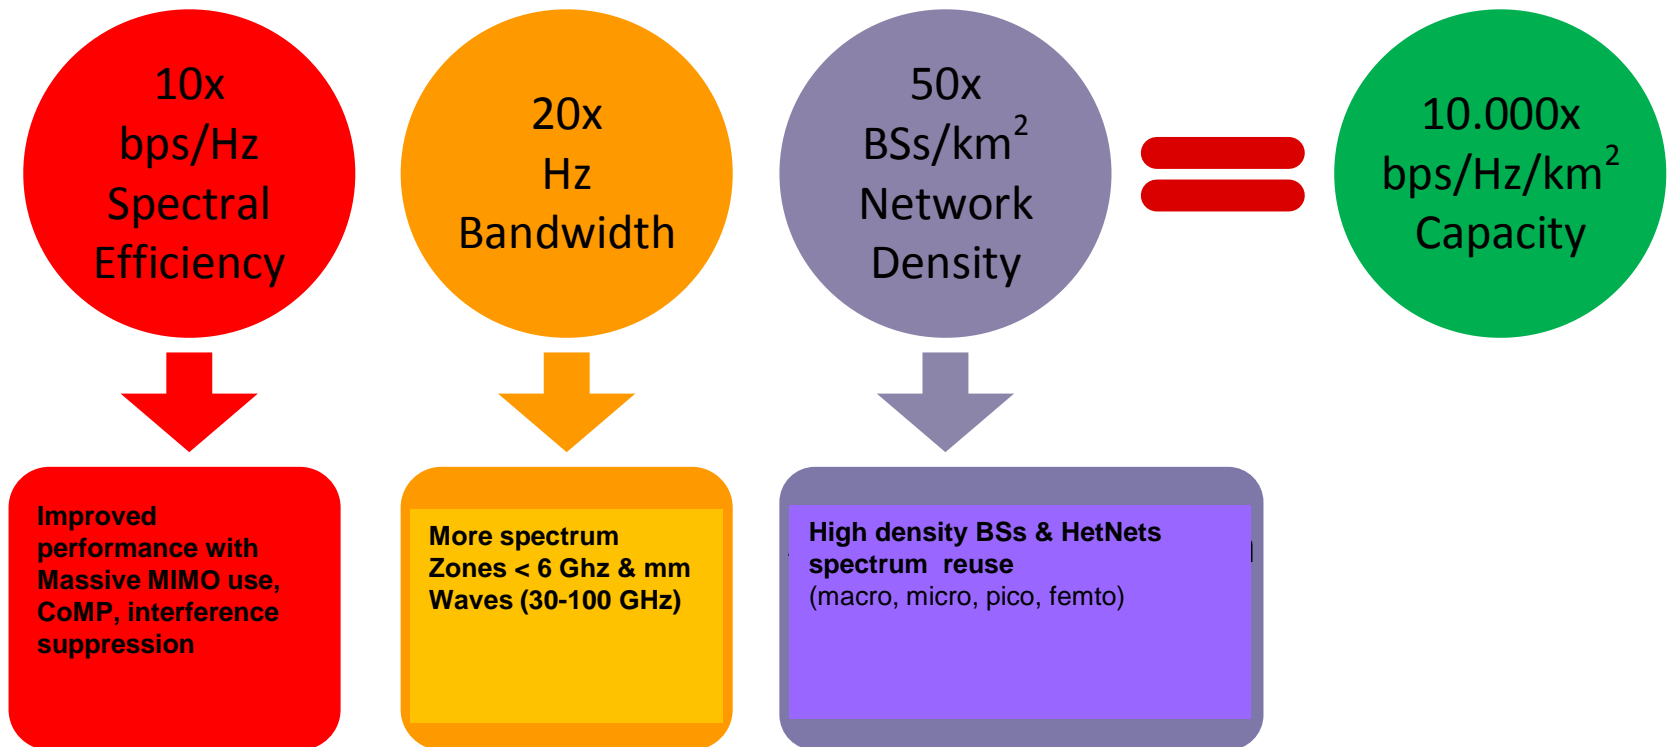 10x
bps/Hz
Spectral
Efficiency
20x
Hz
Bandwidth
50x
BSs/km²
Network
Density
10.000x
bps/Hz/km²
Capacity
Improved
performance with
Massive MIMO use,
CoMP, interference
suppression
More spectrum
Zones < 6 Ghz & mm
Waves (30-100 GHz)
High density BSs & HetNets
spectrum reuse
(macro, micro, pico, femto)